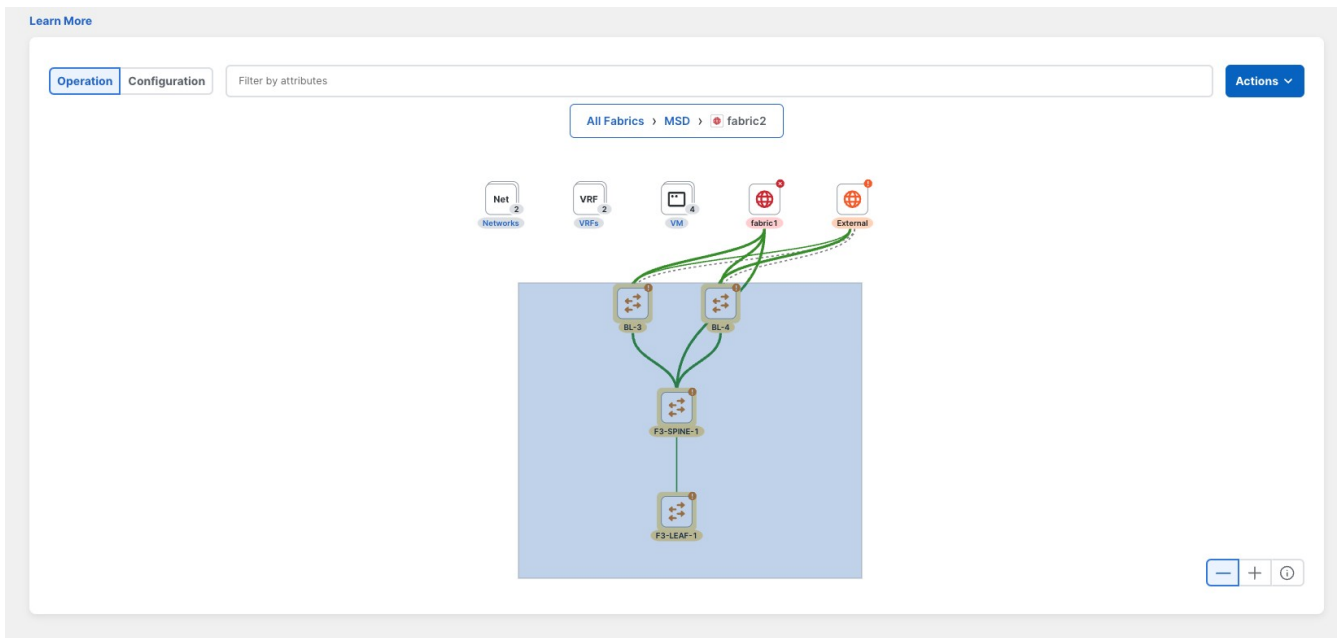 Learn More
Operation Configuration Filter by attributes Actions
All Fabrics › MSD › fabric2
Net 2 VRF 2 4
Networks VRFs VM fabric1 External
BL-3 BL-4
F3-SPINE-1
F3-LEAF-1